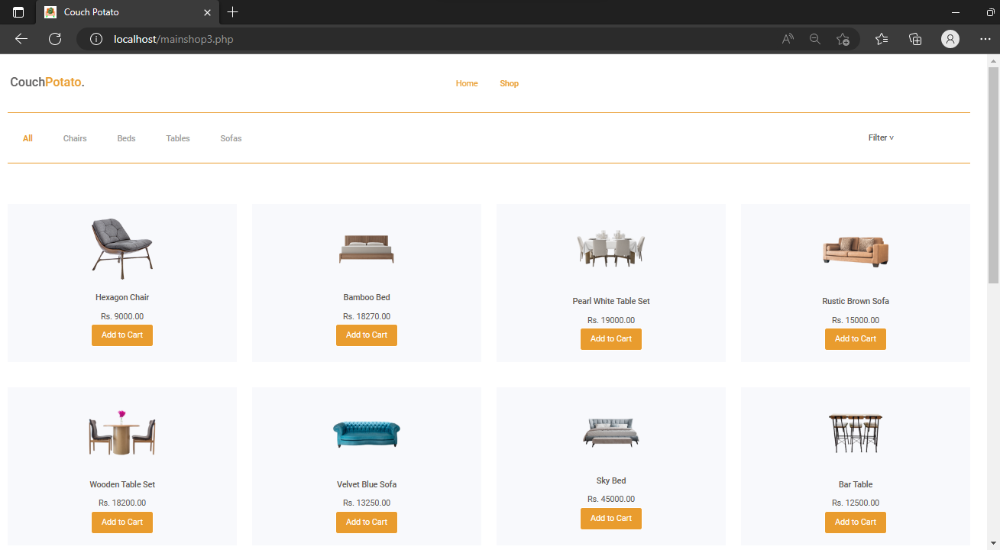 Couch Potato
localhost/mainshop3.php
CouchPotato.
Home Shop
All Chairs Beds Tables Sofas Filter v
Hexagon Chair Bamboo Bed Pearl White Table Set Rustic Brown Sofa
Rs. 9000.00 Rs. 18270.00 Rs. 19000.00 Rs. 15000.00
Add to Cart Add to Cart Add to Cart Add to Cart
Wooden Table Set Velvet Blue Sofa Sky Bed Bar Table
Rs. 18200.00 Rs. 13250.00 Rs. 45000.00 Rs. 12500.00
Add to Cart Add to Cart Add to Cart Add to Cart